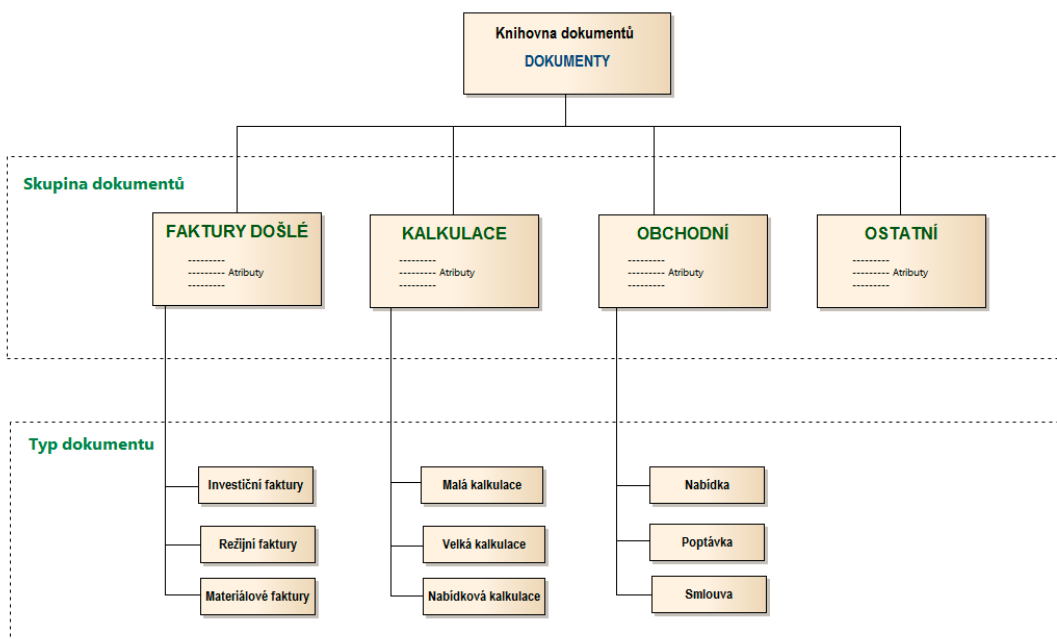 Knihovna dokumentů
DOKUMENTY
Skupina dokumentů
FAKTURY DOŠLÉ
---------
--------- Atributy
---------
KALKULACE
---------
--------- Atributy
---------
OBCHODNÍ
---------
--------- Atributy
---------
OSTATNÍ
---------
--------- Atributy
---------
Typ dokumentu
Investiční faktury
Režijní faktury
Materiálové faktury
Malá kalkulace
Velká kalkulace
Nabídková kalkulace
Nabídka
Poptávka
Smlouva